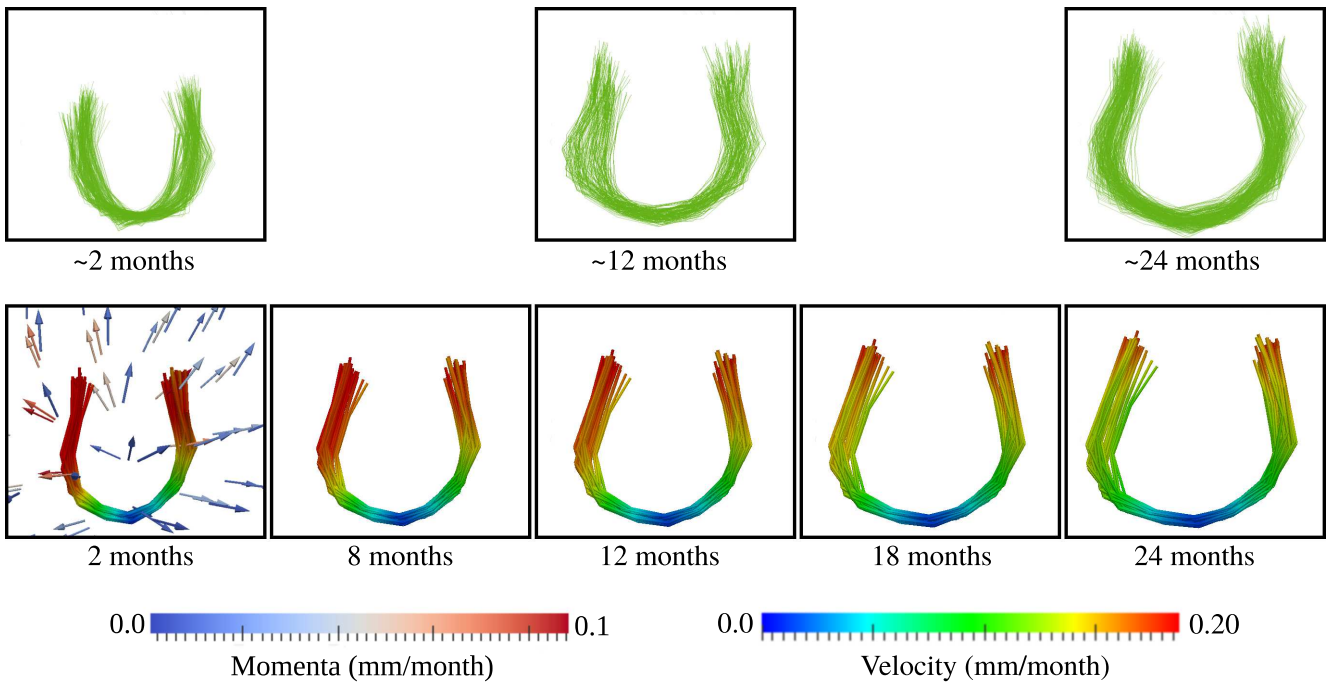 ~2 months
~12 months
~24 months
2 months
8 months
12 months
18 months
24 months
0.0
0.1
Momenta (mm/month)
0.0
0.20
Velocity (mm/month)